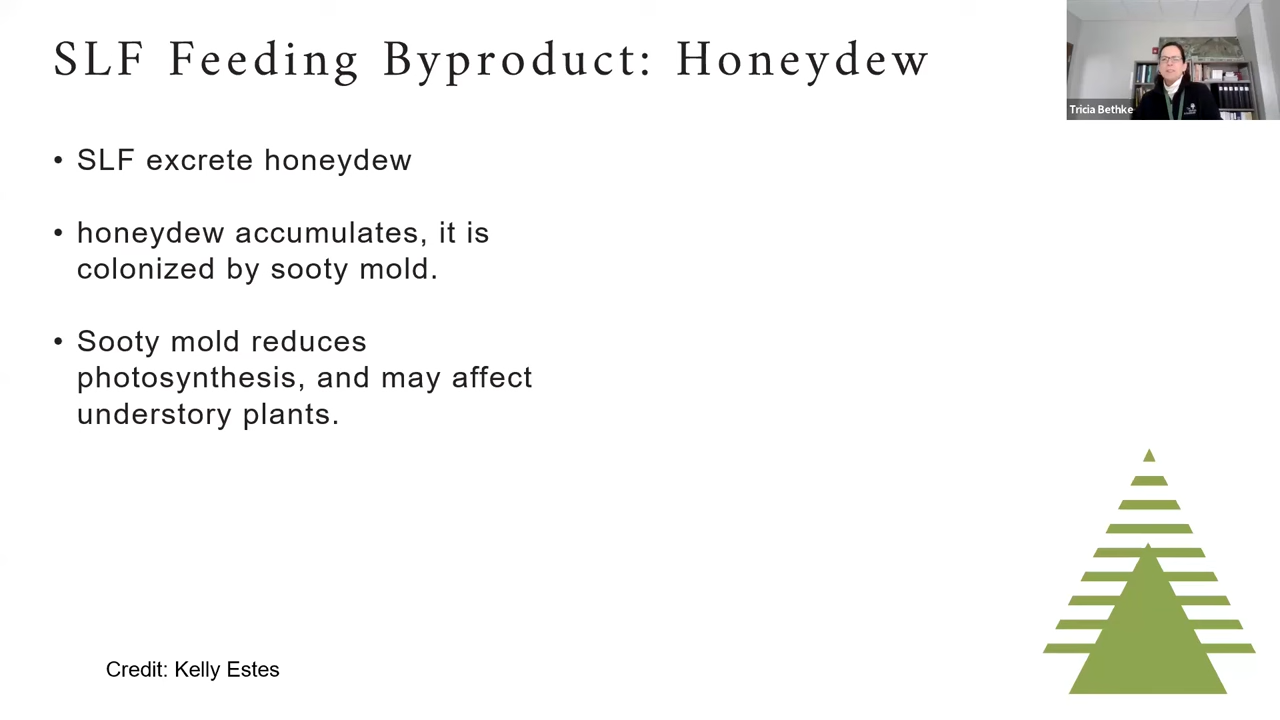 SLF Feeding Byproduct: Honeydew
Tricia Bethke
• SLF excrete honeydew
• honeydew accumulates, it is
colonized by sooty mold.
• Sooty mold reduces
photosynthesis, and may affect
understory plants.
Credit: Kelly Estes